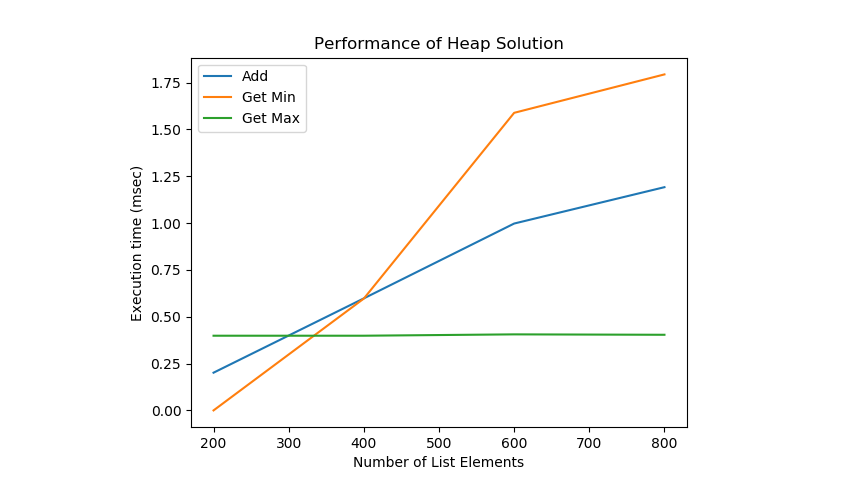 Performance of Heap Solution
Add
Get Min
Get Max
1.75
1.50
1.25
1.00
0.75
0.50
0.25
0.00
Execution time (msec)
200 300 400 500 600 700 800
Number of List Elements